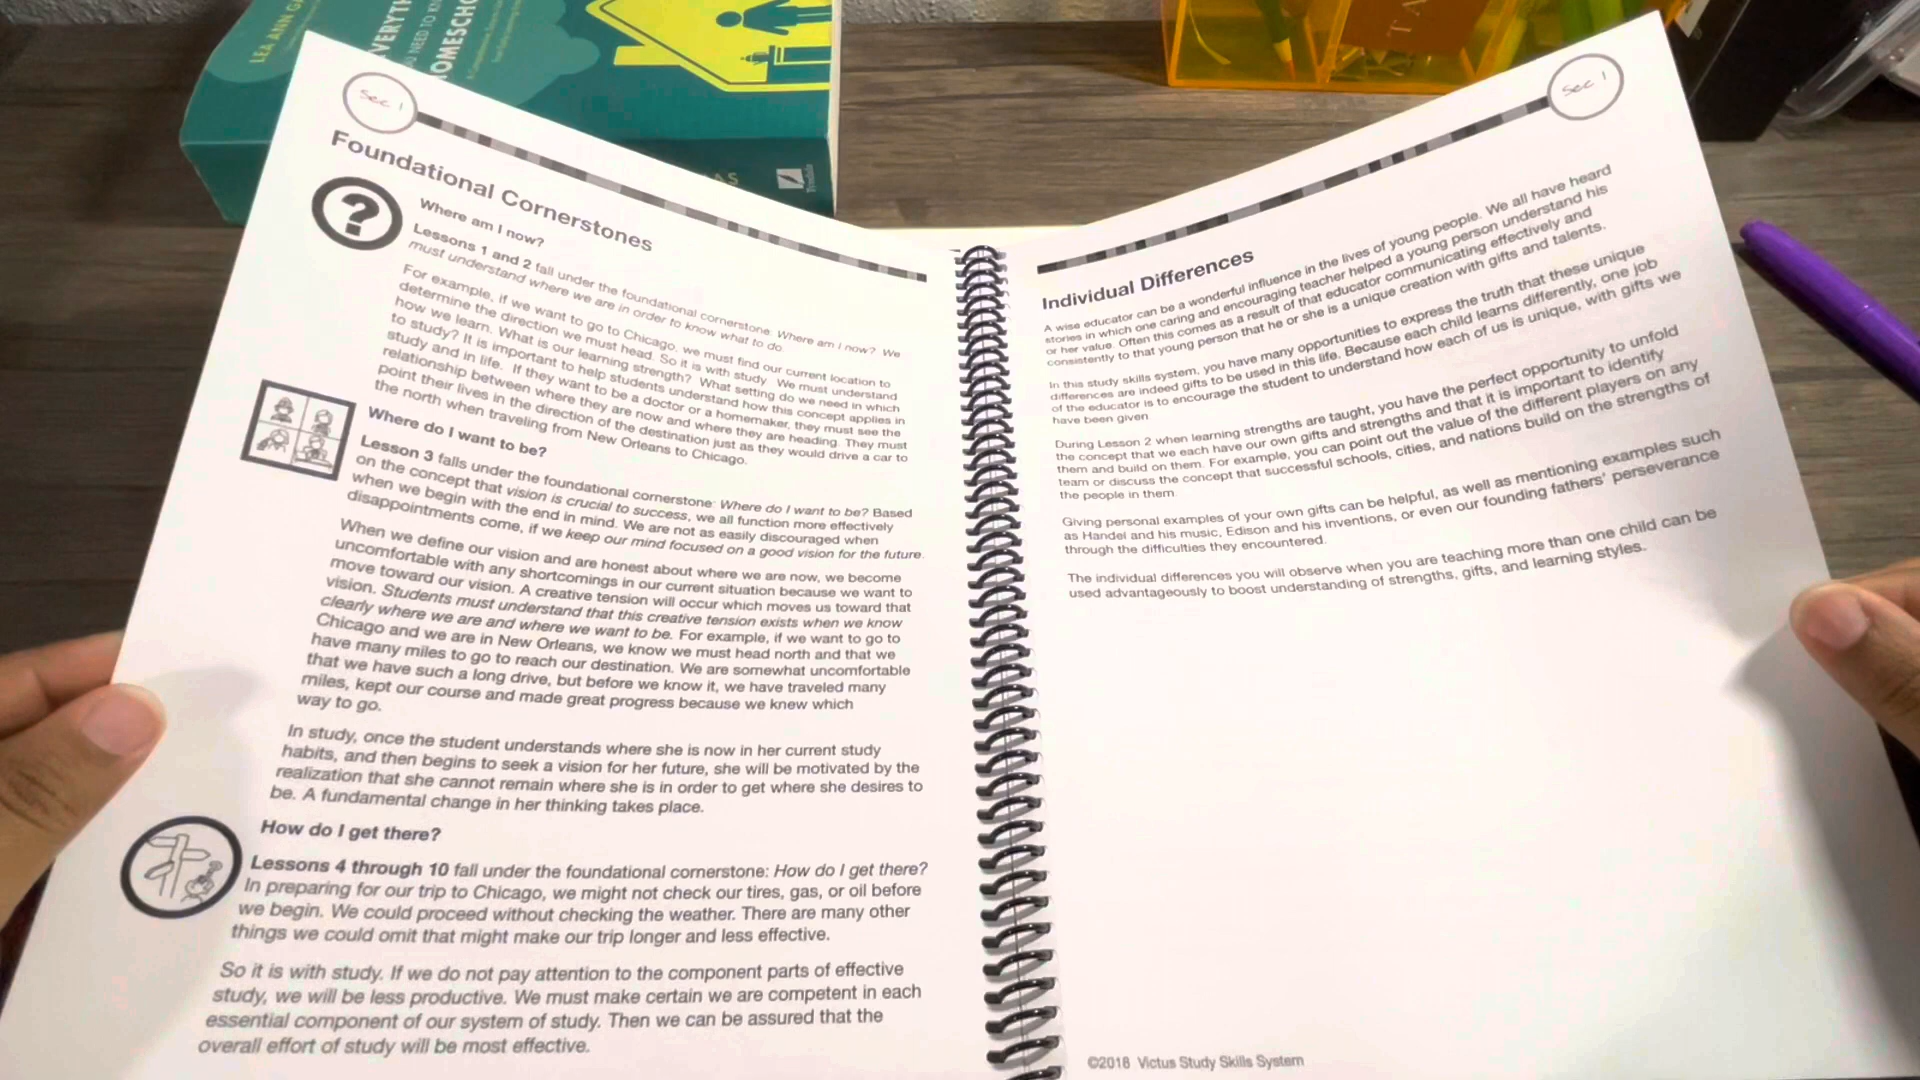 LEA ANN GA
EVERYTH
YOU NEED TO KN
HOMESCHO
TA
Sec 1
Foundational Cornerstones
Where am I now?
Lessons 1 and 2 fall under the foundational cornerstone: Where am I now? We
must understand where we are in order to know what to do.
For example, if we want to go to Chicago, we must find our current location to
determine the direction we must head. So it is with study. We must understand
how we learn. What is our learning strength? What setting do we need in which
to study? It is important to help students understand how this concept applies in
study and in life. If they want to be a doctor or a homemaker, they must see the
relationship between where they are now and where they are heading. They must
point their lives in the direction of the destination just as they would drive a car to
the north when traveling from New Orleans to Chicago.
Where do I want to be?
Lesson 3 falls under the foundational cornerstone: Where do I want to be? Based
on the concept that vision is crucial to success, we all function more effectively
when we begin with the end in mind. We are not as easily discouraged when
disappointments come, if we keep our mind focused on a good vision for the future.
When we define our vision and are honest about where we are now, we become
uncomfortable with any shortcomings in our current situation because we want to
move toward our vision. A creative tension will occur which moves us toward that
vision. Students must understand that this creative tension exists when we know
clearly where we are and where we want to be. For example, if we want to go to
Chicago and we are in New Orleans, we know we must head north and that we
have many miles to go to reach our destination. We are somewhat uncomfortable
that we have such a long drive, but before we know it, we have traveled many
miles, kept our course and made great progress because we knew which
way to go.
In study, once the student understands where she is now in her current study
habits, and then begins to seek a vision for her future, she will be motivated by the
realization that she cannot remain where she is in order to get where she desires to
be. A fundamental change in her thinking takes place.
How do I get there?
Lessons 4 through 10 fall under the foundational cornerstone: How do I get there?
In preparing for our trip to Chicago, we might not check our tires, gas, or oil before
we begin. We could proceed without checking the weather. There are many other
things we could omit that might make our trip longer and less effective.
So it is with study. If we do not pay attention to the component parts of effective
study, we will be less productive. We must make certain we are competent in each
essential component of our system of study. Then we can be assured that the
overall effort of study will be most effective.
Sec 1
Individual Differences
A wise educator can be a wonderful influence in the lives of young people. We all have heard
stories in which one caring and encouraging teacher helped a young person understand his
or her value. Often this comes as a result of that educator communicating effectively and
consistently to that young person that he or she is a unique creation with gifts and talents.
In this study skills system, you have many opportunities to express the truth that these unique
differences are indeed gifts to be used in this life. Because each child learns differently, one job
of the educator is to encourage the student to understand how each of us is unique, with gifts we
have been given.
During Lesson 2 when learning strengths are taught, you have the perfect opportunity to unfold
the concept that we each have our own gifts and strengths and that it is important to identify
them and build on them. For example, you can point out the value of the different players on any
team or discuss the concept that successful schools, cities, and nations build on the strengths of
the people in them.
Giving personal examples of your own gifts can be helpful, as well as mentioning examples such
as Handel and his music, Edison and his inventions, or even our founding fathers' perseverance
through the difficulties they encountered.
The individual differences you will observe when you are teaching more than one child can be
used advantageously to boost understanding of strengths, gifts, and learning styles.
©2018 Victus Study Skills System